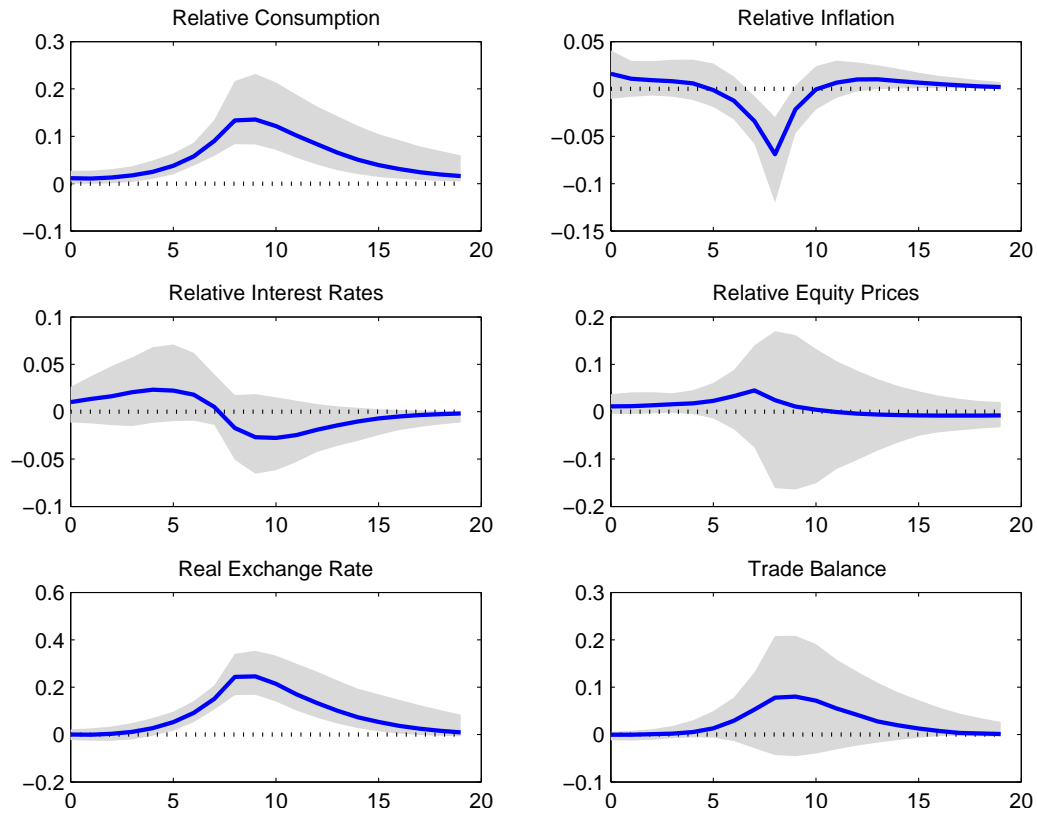 Relative Consumption
0.3
0.2
0.1
0
−0.1
0 5 10 15 20
Relative Inflation
0.05
0
−0.05
−0.1
−0.15
0 5 10 15 20
Relative Interest Rates
0.1
0.05
0
−0.05
−0.1
0 5 10 15 20
Relative Equity Prices
0.2
0.1
0
−0.1
−0.2
0 5 10 15 20
Real Exchange Rate
0.6
0.4
0.2
0
−0.2
0 5 10 15 20
Trade Balance
0.3
0.2
0.1
0
−0.1
0 5 10 15 20